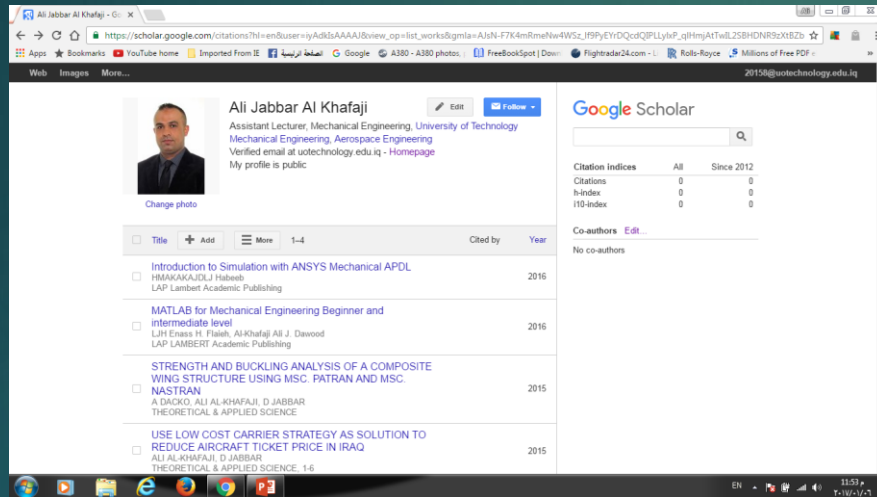 Ali Jabbar Al Khafaji - Go
https://scholar.google.com/citations?hl=en&user=iyAdkIsAAAAJ&view_op=list_works&gmla=
Apps Bookmarks YouTube home Imported From IE الصفحة الرئيسية Google A380 - A380 photos, FreeBookSpot | Down Flightradar24.com - L Rolls-Royce Millions of Free PDF e
Web Images More... 20158@uotechnology.edu.iq
Ali Jabbar Al Khafaji
Edit Follow
Assistant Lecturer, Mechanical Engineering, University of Technology
Mechanical Engineering, Aerospace Engineering
Verified email at uotechnology.edu.iq - Homepage
My profile is public
Change photo
Google Scholar
Citation indices All Since 2012
Citations 0 0
h-index 0 0
i10-index 0 0
Co-authors Edit...
No co-authors
Title Add More 1–4 Cited by Year
Introduction to Simulation with ANSYS Mechanical APDL
HMAKAKAJDLJ Habeeb
LAP Lambert Academic Publishing
2016
MATLAB for Mechanical Engineering Beginner and
intermediate level
LJH Enass H. Flaieh, Al-Khafaji Ali J. Dawood
LAP LAMBERT Academic Publishing
2016
STRENGTH AND BUCKLING ANALYSIS OF A COMPOSITE
WING STRUCTURE USING MSC. PATRAN AND MSC.
NASTRAN
A DACKO, ALI AL-KHAFAJI, D JABBAR
THEORETICAL & APPLIED SCIENCE
2015
USE LOW COST CARRIER STRATEGY AS SOLUTION TO
REDUCE AIRCRAFT TICKET PRICE IN IRAQ
ALI AL-KHAFAJI, D JABBAR
THEORETICAL & APPLIED SCIENCE, 1-6
2015
EN 11:53 م
٢٠١٧/٠١/٠٦